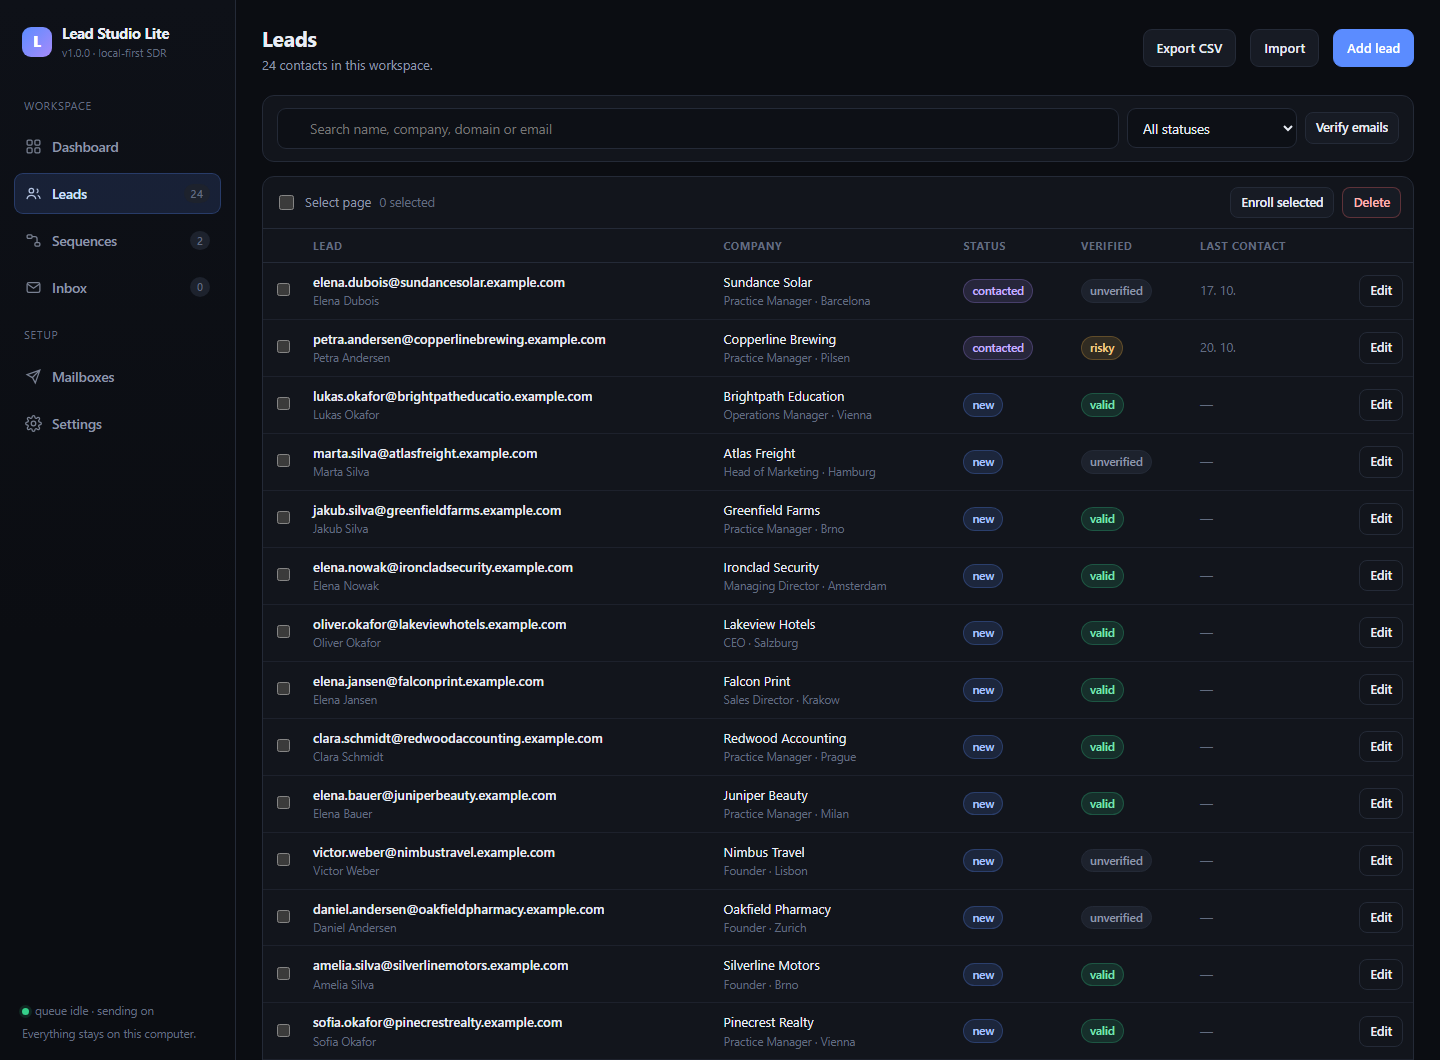 L
Lead Studio Lite
v1.0.0 · local-first SDR
WORKSPACE
Dashboard
Leads 24
Sequences 2
Inbox 0
SETUP
Mailboxes
Settings
queue idle · sending on
Everything stays on this computer.
Leads
24 contacts in this workspace.
Export CSV Import Add lead
Search name, company, domain or email All statuses Verify emails
Select page 0 selected Enroll selected Delete
LEAD COMPANY STATUS VERIFIED LAST CONTACT
elena.dubois@sundancesolar.example.com Sundance Solar contacted unverified 17. 10. Edit
Elena Dubois Practice Manager · Barcelona
petra.andersen@copperlinebrewing.example.com Copperline Brewing contacted risky 20. 10. Edit
Petra Andersen Practice Manager · Pilsen
lukas.okafor@brightpatheducatio.example.com Brightpath Education new valid — Edit
Lukas Okafor Operations Manager · Vienna
marta.silva@atlasfreight.example.com Atlas Freight new unverified — Edit
Marta Silva Head of Marketing · Hamburg
jakub.silva@greenfieldfarms.example.com Greenfield Farms new valid — Edit
Jakub Silva Practice Manager · Brno
elena.nowak@ironcladsecurity.example.com Ironclad Security new valid — Edit
Elena Nowak Managing Director · Amsterdam
oliver.okafor@lakeviewhotels.example.com Lakeview Hotels new valid — Edit
Oliver Okafor CEO · Salzburg
elena.jansen@falconprint.example.com Falcon Print new valid — Edit
Elena Jansen Sales Director · Krakow
clara.schmidt@redwoodaccounting.example.com Redwood Accounting new valid — Edit
Clara Schmidt Practice Manager · Prague
elena.bauer@juniperbeauty.example.com Juniper Beauty new valid — Edit
Elena Bauer Practice Manager · Milan
victor.weber@nimbustravel.example.com Nimbus Travel new unverified — Edit
Victor Weber Founder · Lisbon
daniel.andersen@oakfieldpharmacy.example.com Oakfield Pharmacy new unverified — Edit
Daniel Andersen Founder · Zurich
amelia.silva@silverlinemotors.example.com Silverline Motors new valid — Edit
Amelia Silva Founder · Brno
sofia.okafor@pinecrestrealty.example.com Pinecrest Realty new valid — Edit
Sofia Okafor Practice Manager · Vienna